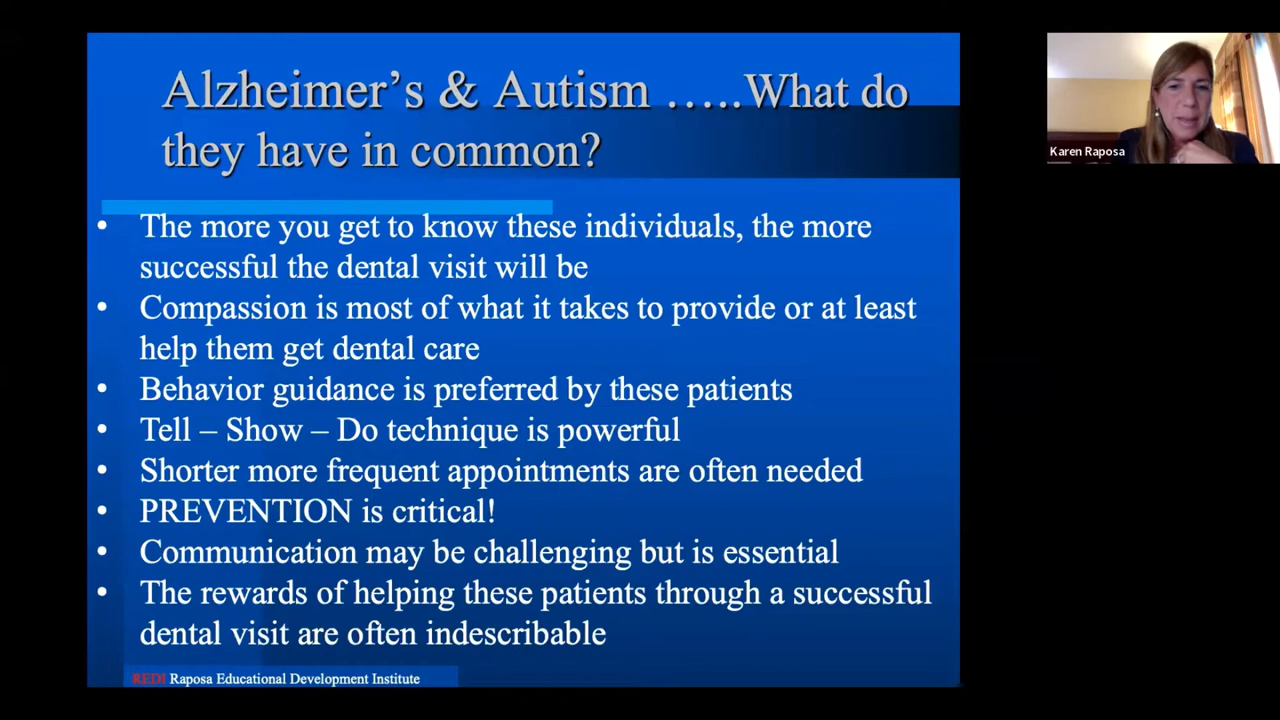 Alzheimer's & Autism …..What do
they have in common?
• The more you get to know these individuals, the more
successful the dental visit will be
• Compassion is most of what it takes to provide or at least
help them get dental care
• Behavior guidance is preferred by these patients
• Tell – Show – Do technique is powerful
• Shorter more frequent appointments are often needed
• PREVENTION is critical!
• Communication may be challenging but is essential
• The rewards of helping these patients through a successful
dental visit are often indescribable
REDI Raposa Educational Development Institute
Karen Raposa